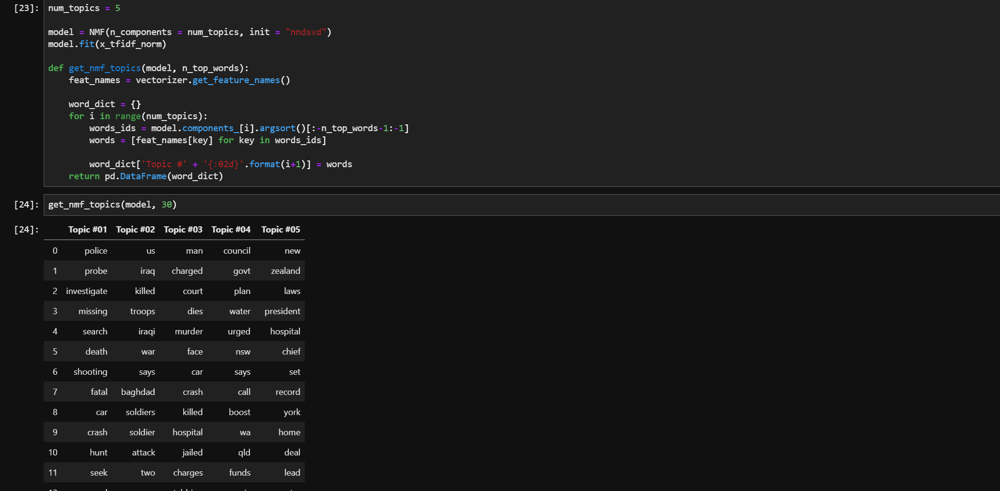 [23]: num_topics = 5
model = NMF(n_components = num_topics, init = "nndsvd")
model.fit(x_tfidf_norm)
def get_nmf_topics(model, n_top_words):
feat_names = vectorizer.get_feature_names()
word_dict = {}
for i in range(num_topics):
words_ids = model.components_[i].argsort()[:-n_top_words-1:-1]
words = [feat_names[key] for key in words_ids]
word_dict['Topic #' + '{:02d}'.format(i+1)] = words
return pd.DataFrame(word_dict)
[24]: get_nmf_topics(model, 30)
[24]: Topic #01 Topic #02 Topic #03 Topic #04 Topic #05
0 police us man council new
1 probe iraq charged govt zealand
2 investigate killed court plan laws
3 missing troops dies water president
4 search iraqi murder urged hospital
5 death war face nsw chief
6 shooting says car says set
7 fatal baghdad crash call record
8 car soldiers killed boost york
9 crash soldier hospital wa home
10 hunt attack jailed qld deal
11 seek two charges funds lead